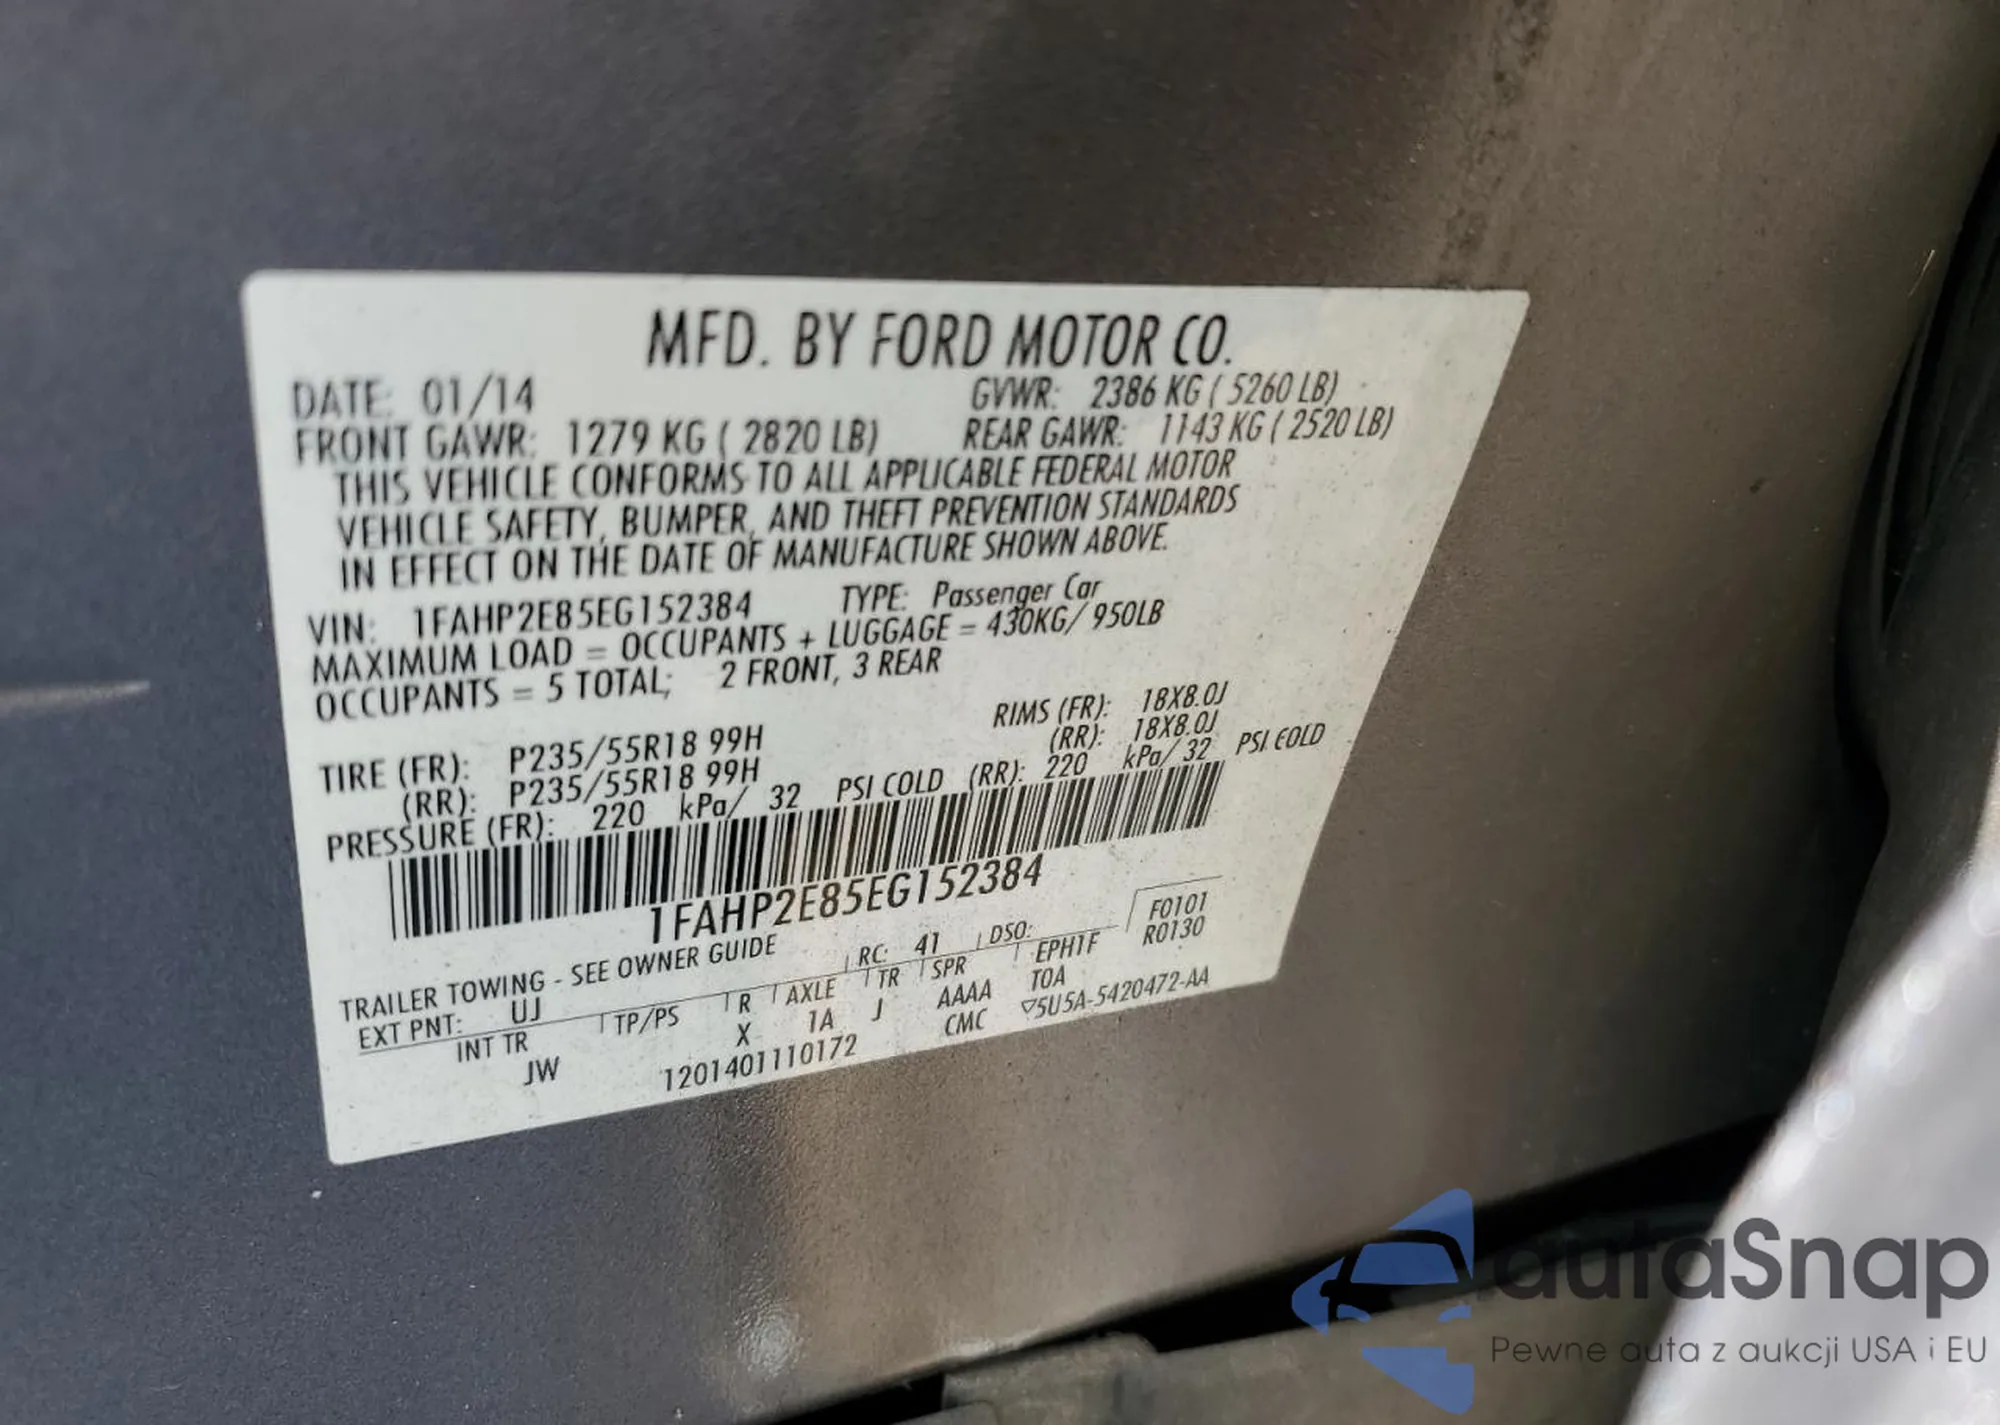 MFD. BY FORD MOTOR CO.
DATE: 01/14 GVWR: 2386 KG ( 5260 LB)
FRONT GAWR: 1279 KG ( 2820 LB) REAR GAWR: 1143 KG ( 2520 LB)
THIS VEHICLE CONFORMS TO ALL APPLICABLE FEDERAL MOTOR
VEHICLE SAFETY, BUMPER, AND THEFT PREVENTION STANDARDS
IN EFFECT ON THE DATE OF MANUFACTURE SHOWN ABOVE.
VIN: 1FAHP2E85EG152384 TYPE: Passenger Car
MAXIMUM LOAD = OCCUPANTS + LUGGAGE = 430KG/ 950LB
OCCUPANTS = 5 TOTAL; 2 FRONT, 3 REAR
TIRE (FR): P235/55R18 99H RIMS (FR): 18X8.0J
(RR): P235/55R18 99H (RR): 18X8.0J
PRESSURE (FR): 220 kPa/ 32 PSI COLD (RR): 220 kPa/ 32 PSI COLD
1FAHP2E85EG152384
TRAILER TOWING - SEE OWNER GUIDE RC: 41 DSO: F0101
EXT PNT: UJ R0130
INT TR TP/PS R AXLE TR SPR EPH1F
JW X 1A J AAAA TOA
1201401110172 CMC ▽5U5A-5420472-AA
autaSnap
Pewne auta z aukcji USA i EU